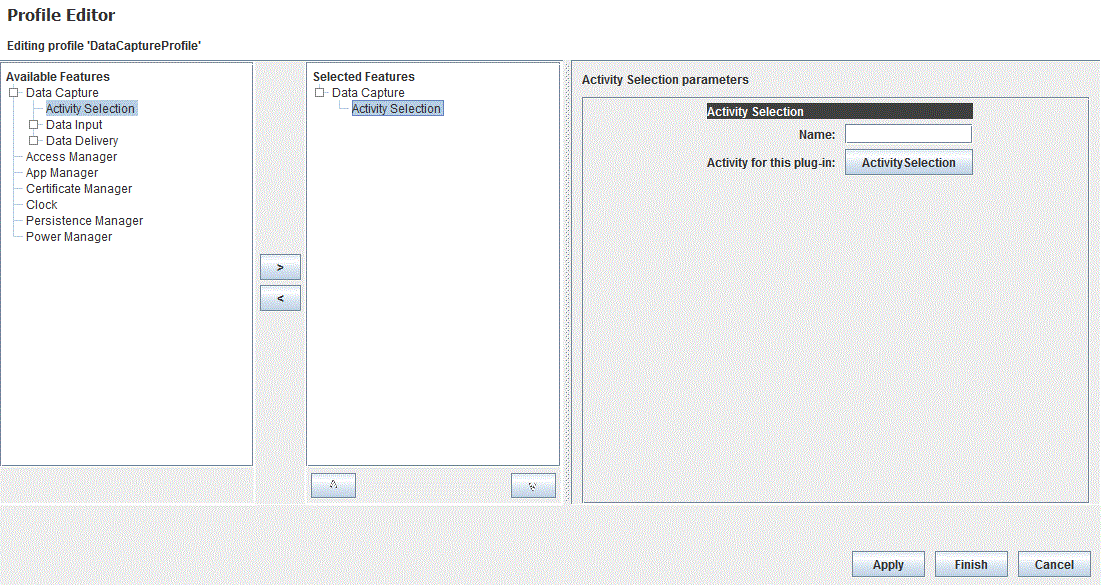 Profile Editor
Editing profile 'DataCaptureProfile'
Available Features
Data Capture
Activity Selection
Data Input
Data Delivery
Access Manager
App Manager
Certificate Manager
Clock
Persistence Manager
Power Manager
>
<
Selected Features
Data Capture
Activity Selection
^
v
Activity Selection parameters
Activity Selection
Name:
Activity for this plug-in: ActivitySelection
Apply Finish Cancel